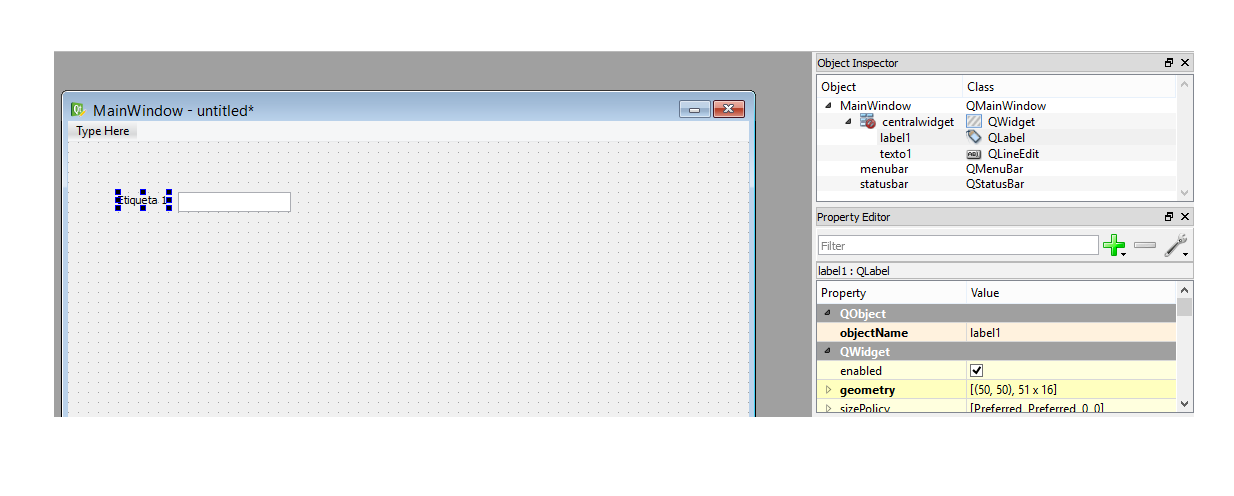 MainWindow - untitled*
Type Here
Etiqueta 1
Object Inspector
Object Class
MainWindow QMainWindow
centralwidget QWidget
label1 QLabel
texto1 QLineEdit
menubar QMenuBar
statusbar QStatusBar
Property Editor
Filter
label1 : QLabel
Property Value
QObject
objectName label1
QWidget
enabled
geometry [(50, 50), 51 x 16]
sizePolicy [Preferred, Preferred, 0, 0]